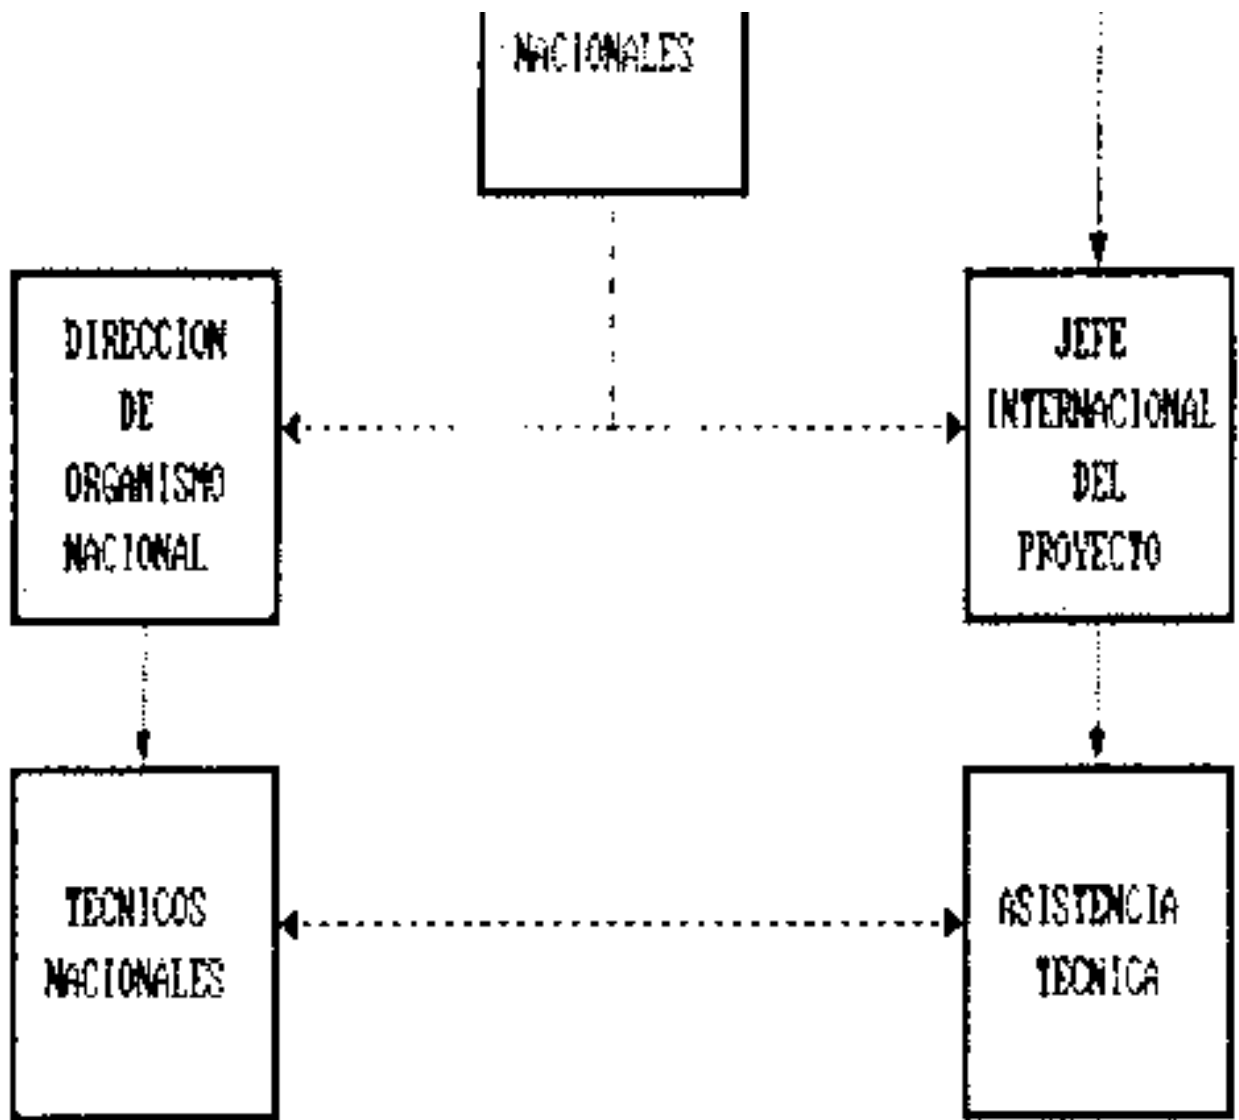 NACIONALES
DIRECCION
DE
ORGANISMO
NACIONAL
JEFE
INTERNACIONAL
DEL
PROYECTO
TECNICOS
NACIONALES
ASISTENCIA
TECNICA